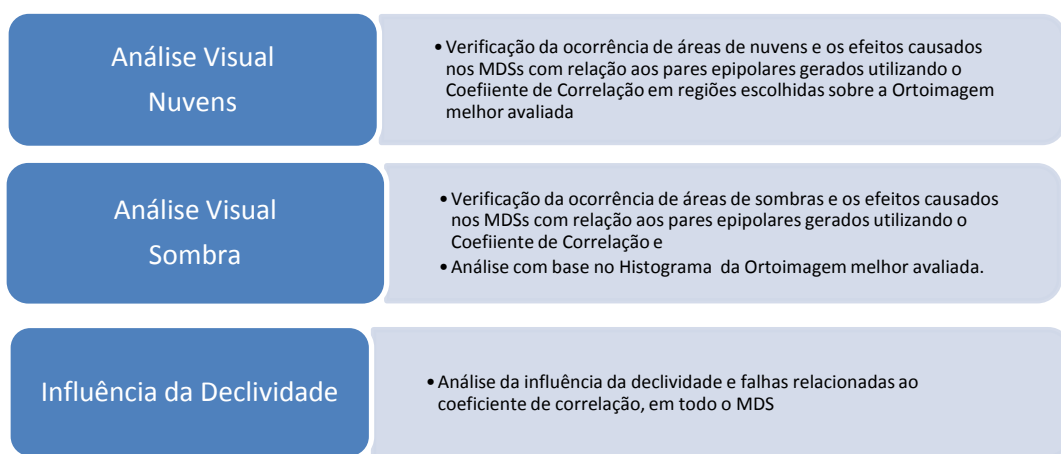 Análise Visual
Nuvens
• Verificação da ocorrência de áreas de nuvens e os efeitos causados
nos MDSs com relação aos pares epipolares gerados utilizando o
Coefiiente de Correlação em regiões escolhidas sobre a Ortoimagem
melhor avaliada
Análise Visual
Sombra
• Verificação da ocorrência de áreas de sombras e os efeitos causados
nos MDSs com relação aos pares epipolares gerados utilizando o
Coefiiente de Correlação e
• Análise com base no Histograma da Ortoimagem melhor avaliada.
Influência da Declividade
• Análise da influência da declividade e falhas relacionadas ao
coeficiente de correlação, em todo o MDS